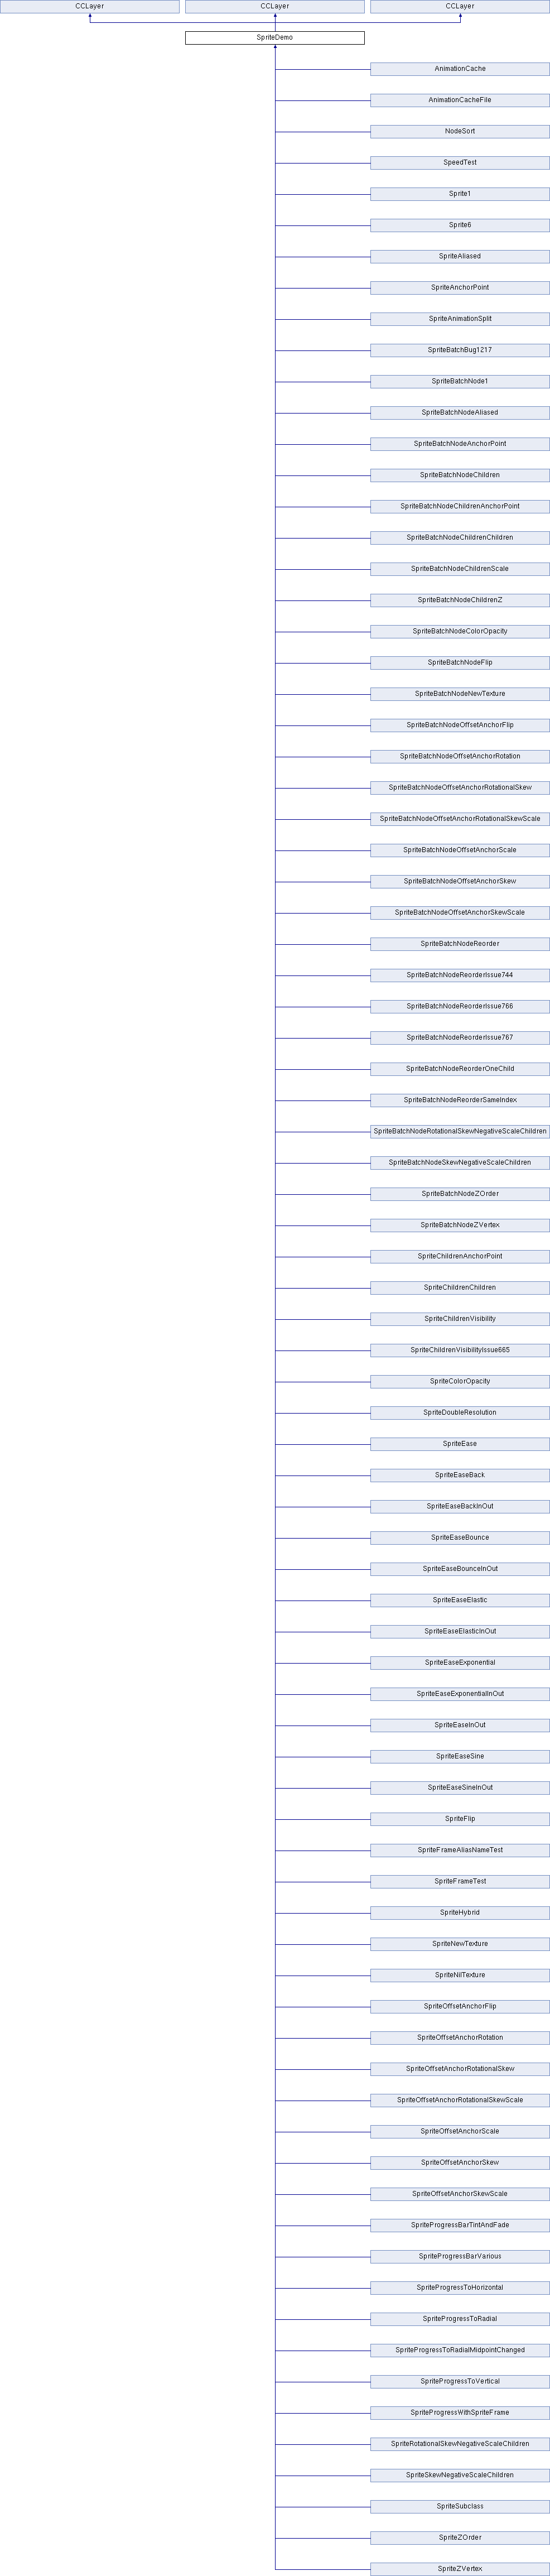 CCLayer CCLayer CCLayer
SpriteDemo
AnimationCache
AnimationCacheFile
NodeSort
SpeedTest
Sprite1
Sprite6
SpriteAliased
SpriteAnchorPoint
SpriteAnimationSplit
SpriteBatchBug1217
SpriteBatchNode1
SpriteBatchNodeAliased
SpriteBatchNodeAnchorPoint
SpriteBatchNodeChildren
SpriteBatchNodeChildrenAnchorPoint
SpriteBatchNodeChildrenChildren
SpriteBatchNodeChildrenScale
SpriteBatchNodeChildrenZ
SpriteBatchNodeColorOpacity
SpriteBatchNodeFlip
SpriteBatchNodeNewTexture
SpriteBatchNodeOffsetAnchorFlip
SpriteBatchNodeOffsetAnchorRotation
SpriteBatchNodeOffsetAnchorRotationalSkew
SpriteBatchNodeOffsetAnchorRotationalSkewScale
SpriteBatchNodeOffsetAnchorScale
SpriteBatchNodeOffsetAnchorSkew
SpriteBatchNodeOffsetAnchorSkewScale
SpriteBatchNodeReorder
SpriteBatchNodeReorderIssue744
SpriteBatchNodeReorderIssue766
SpriteBatchNodeReorderIssue767
SpriteBatchNodeReorderOneChild
SpriteBatchNodeReorderSameIndex
SpriteBatchNodeRotationalSkewNegativeScaleChildren
SpriteBatchNodeSkewNegativeScaleChildren
SpriteBatchNodeZOrder
SpriteBatchNodeZVertex
SpriteChildrenAnchorPoint
SpriteChildrenChildren
SpriteChildrenVisibility
SpriteChildrenVisibilityIssue665
SpriteColorOpacity
SpriteDoubleResolution
SpriteEase
SpriteEaseBack
SpriteEaseBackInOut
SpriteEaseBounce
SpriteEaseBounceInOut
SpriteEaseElastic
SpriteEaseElasticInOut
SpriteEaseExponential
SpriteEaseExponentialInOut
SpriteEaseInOut
SpriteEaseSine
SpriteEaseSineInOut
SpriteFlip
SpriteFrameAliasNameTest
SpriteFrameTest
SpriteHybrid
SpriteNewTexture
SpriteNilTexture
SpriteOffsetAnchorFlip
SpriteOffsetAnchorRotation
SpriteOffsetAnchorRotationalSkew
SpriteOffsetAnchorRotationalSkewScale
SpriteOffsetAnchorScale
SpriteOffsetAnchorSkew
SpriteOffsetAnchorSkewScale
SpriteProgressBarTintAndFade
SpriteProgressBarVarious
SpriteProgressToHorizontal
SpriteProgressToRadial
SpriteProgressToRadialMidpointChanged
SpriteProgressToVertical
SpriteProgressWithSpriteFrame
SpriteRotationalSkewNegativeScaleChildren
SpriteSkewNegativeScaleChildren
SpriteSubclass
SpriteZOrder
SpriteZVertex